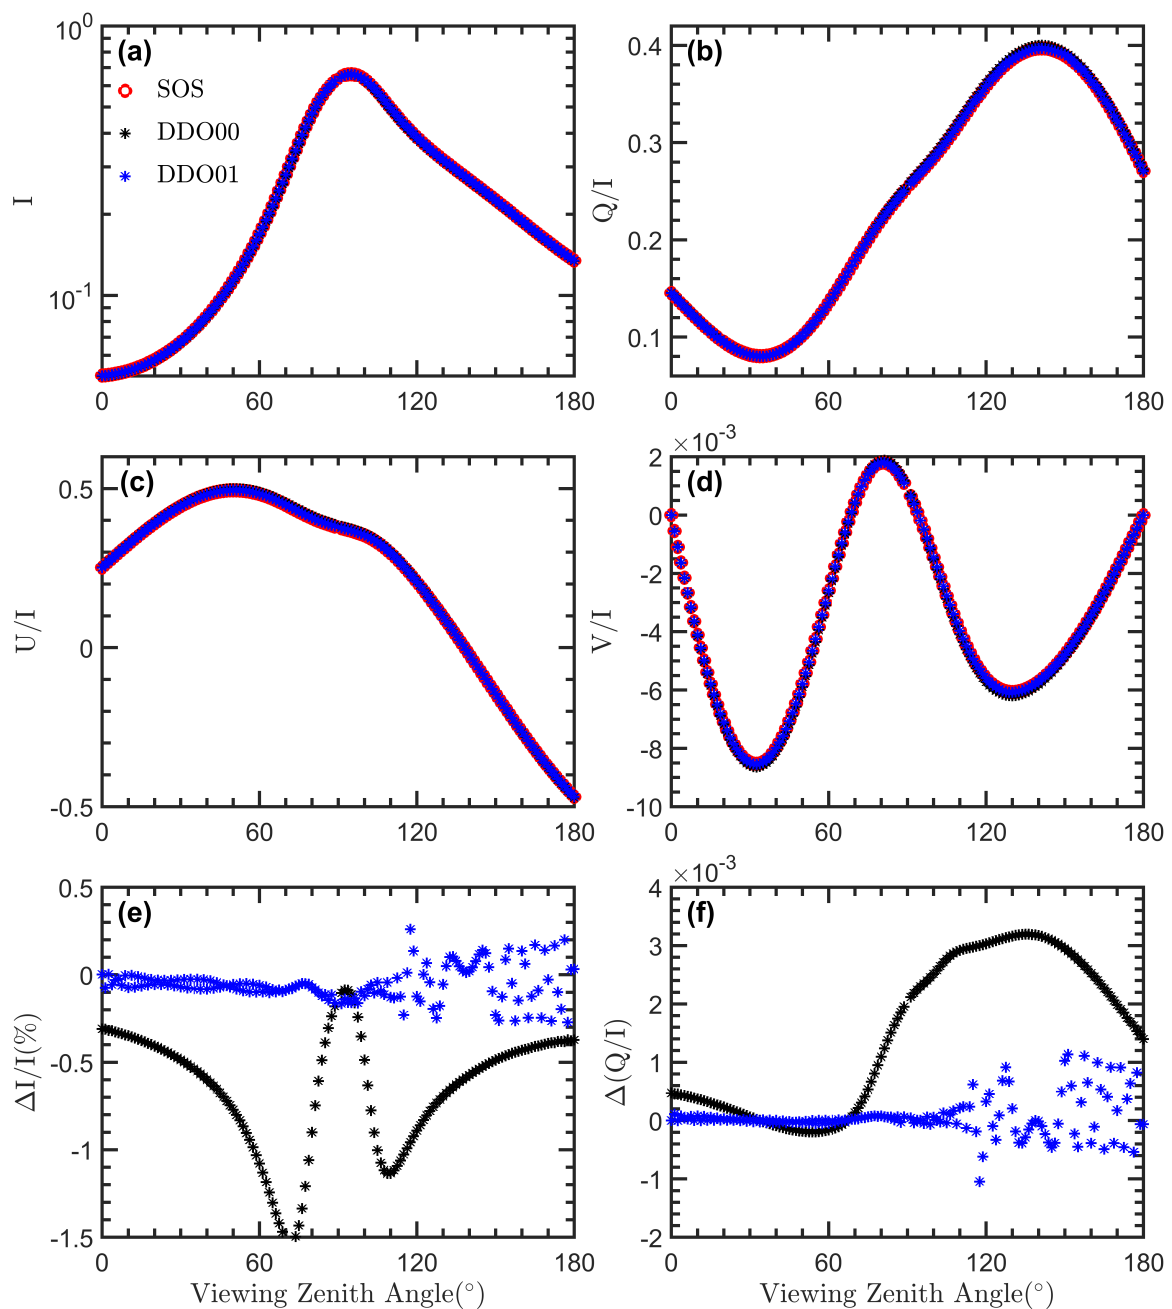 (a)
10^0
10^-1
I
SOS
DDO00
DDO01
0 60 120 180
(b)
0.4
0.3
0.2
0.1
Q/I
0 60 120 180
(c)
0.5
0
-0.5
U/I
0 60 120 180
×10^-3
(d)
2
0
-2
-4
-6
-8
-10
V/I
0 60 120 180
(e)
0.5
0
-0.5
-1
-1.5
ΔI/I(%)
0 60 120 180
Viewing Zenith Angle(°)
×10^-3
(f)
4
3
2
1
0
-1
-2
Δ(Q/I)
0 60 120 180
Viewing Zenith Angle(°)